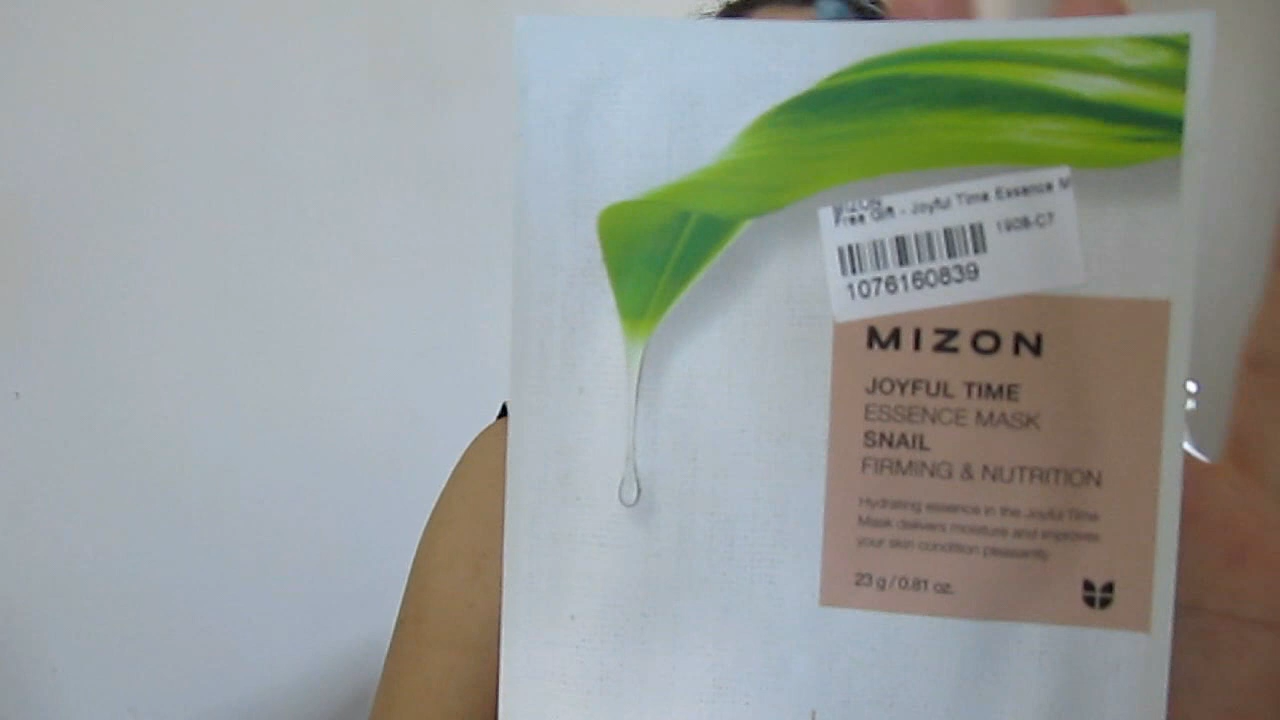 MIZON
Free Gift - Joyful Time Essence M
1908-C7
1076160839
MIZON
JOYFUL TIME
ESSENCE MASK
SNAIL
FIRMING & NUTRITION
Hydrating essence in the Joyful Time
Mask delivers moisture and improves
your skin condition pleasantly.
23 g / 0.81 oz.